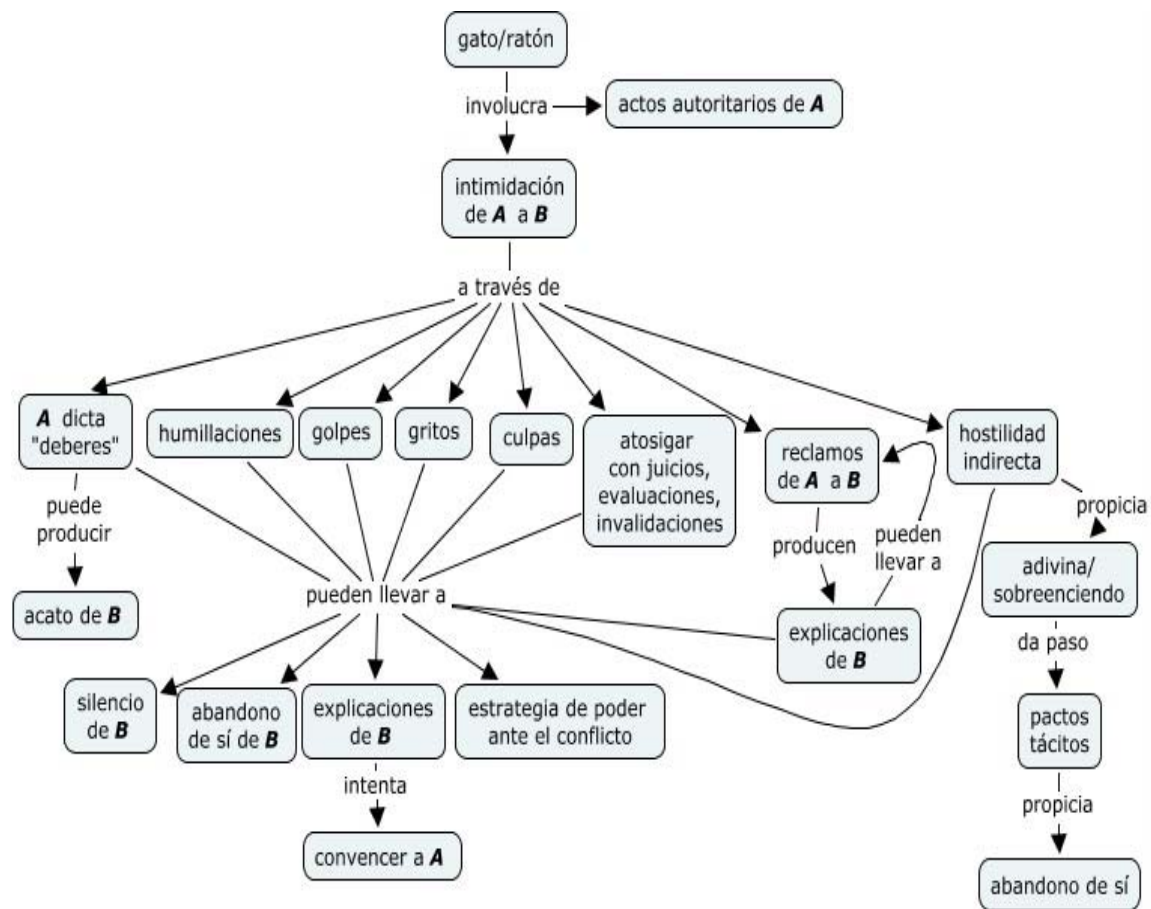 gato/ratón
involucra
actos autoritarios de A
intimidación
de A a B
a través de
A dicta
"deberes"
humillaciones
golpes
gritos
culpas
atosigar
con juicios,
evaluaciones,
invalidaciones
reclamos
de A a B
hostilidad
indirecta
puede
producir
producen
pueden
llevar a
propicia
acato de B
pueden llevar a
explicaciones
de B
adivina/
sobreenciendo
da paso
silencio
de B
abandono
de sí de B
explicaciones
de B
estrategia de poder
ante el conflicto
pactos
tácitos
intenta
propicia
convencer a A
abandono de sí